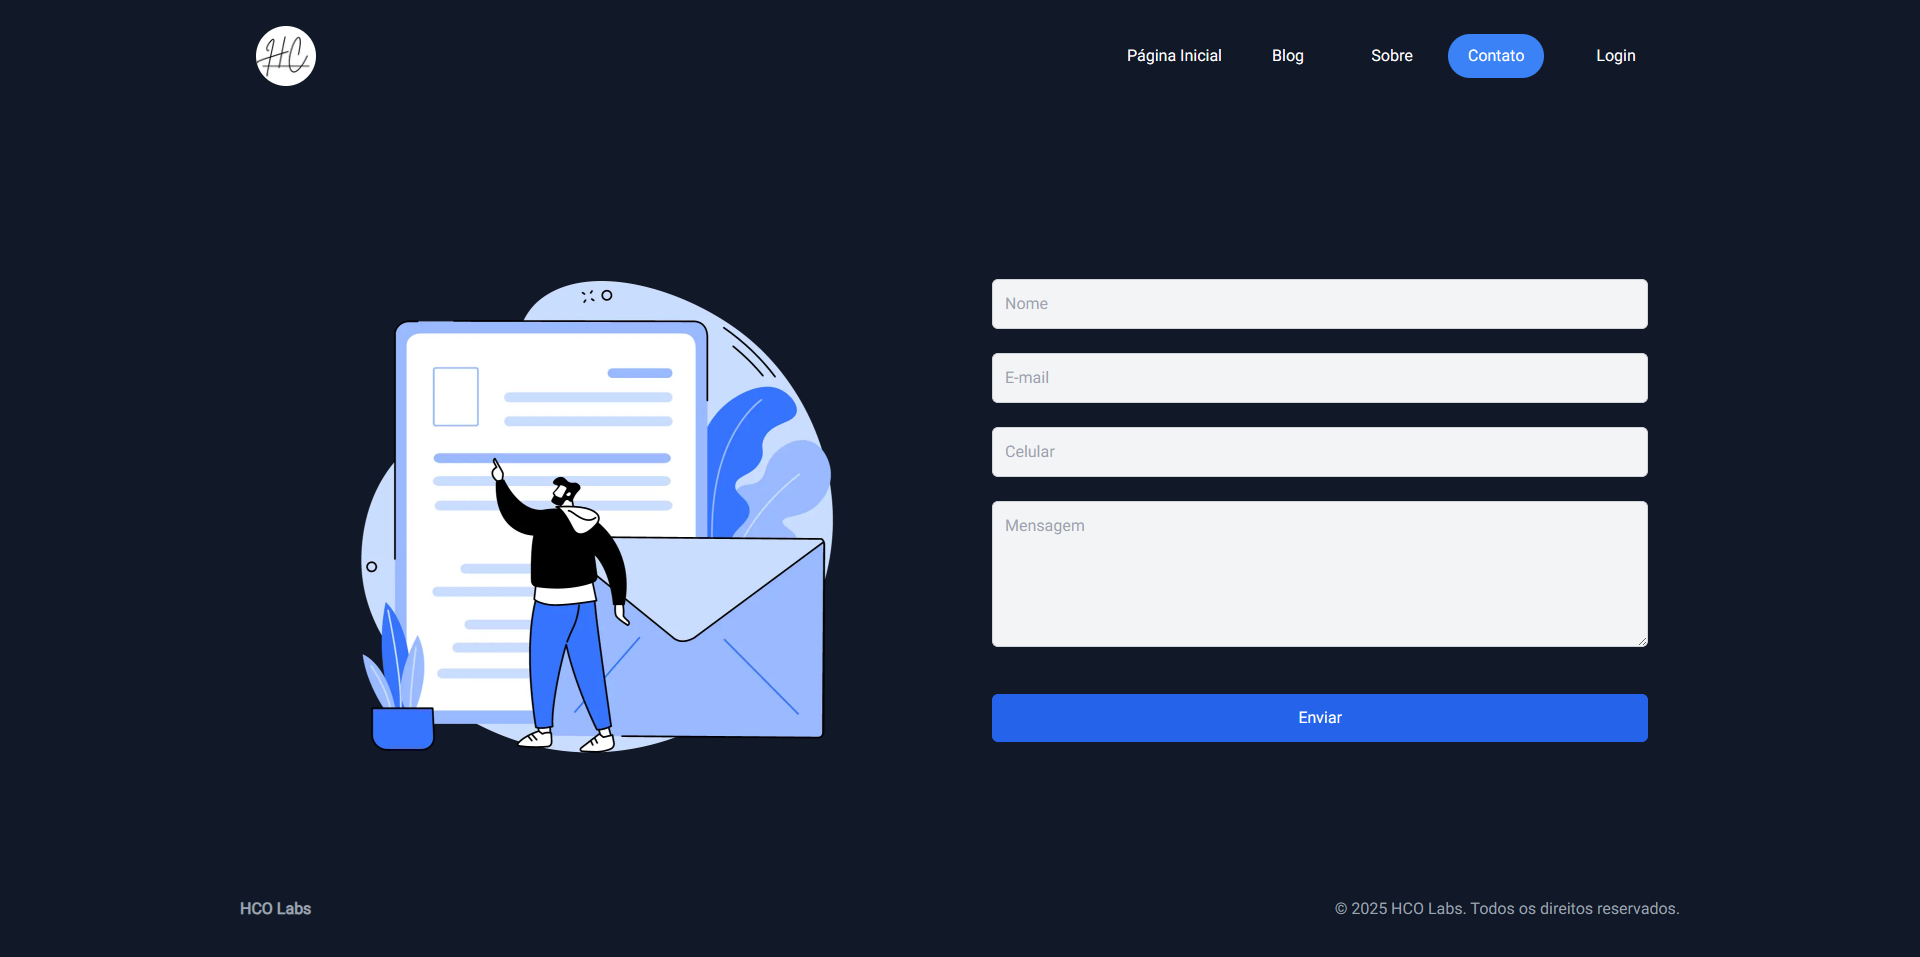 HC
Página Inicial Blog Sobre Contato Login
Nome
E-mail
Celular
Mensagem
Enviar
HCO Labs
© 2025 HCO Labs. Todos os direitos reservados.